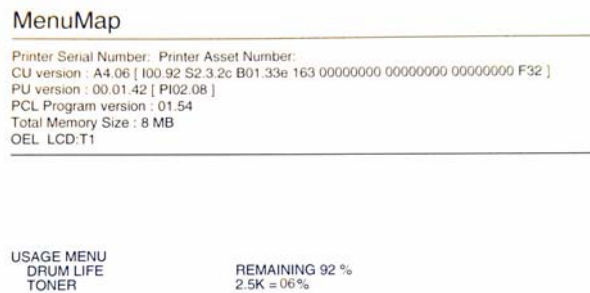 MenuMap
Printer Serial Number: Printer Asset Number:
CU version : A4.06 [ I00.92 S2.3.2c B01.33e 163 00000000 00000000 00000000 F32 ]
PU version : 00.01.42 [ PI02.08 ]
PCL Program version : 01.54
Total Memory Size : 8 MB
OEL LCD:T1
USAGE MENU
DRUM LIFE REMAINING 92 %
TONER 2.5K = 06%